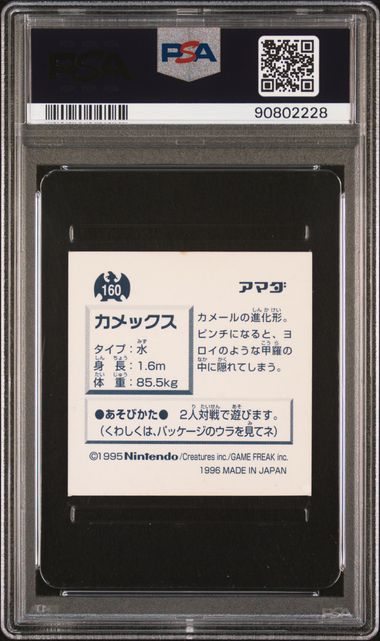 PSA
PSA
90802228
160
アマダ
カメックス
タイプ：水
身長：1.6m
体重：85.5kg
カメールの進化形。
ピンチになると、ヨ
ロイのような甲羅の
中に隠れてしまう。
●あそびかた● 2人対戦で遊びます。
(くわしくは、パッケージのウラを見てネ)
©1995 Nintendo/Creatures inc./GAME FREAK inc.
1996 MADE IN JAPAN
PSA